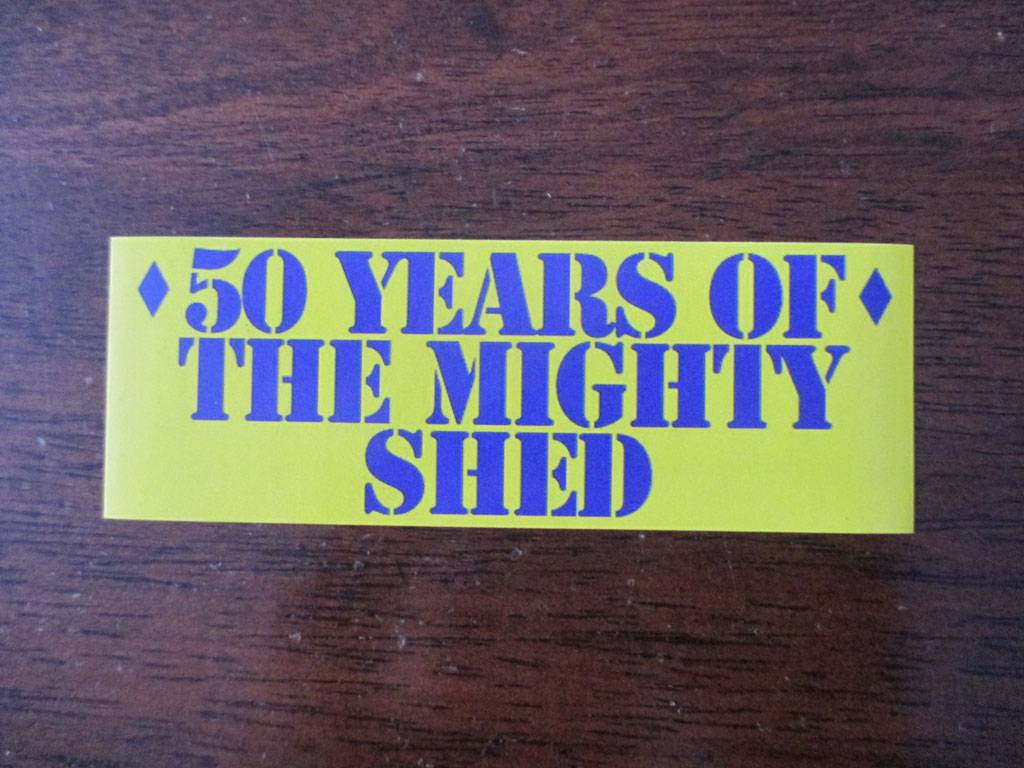 50 YEARS OF
THE MIGHTY
SHED